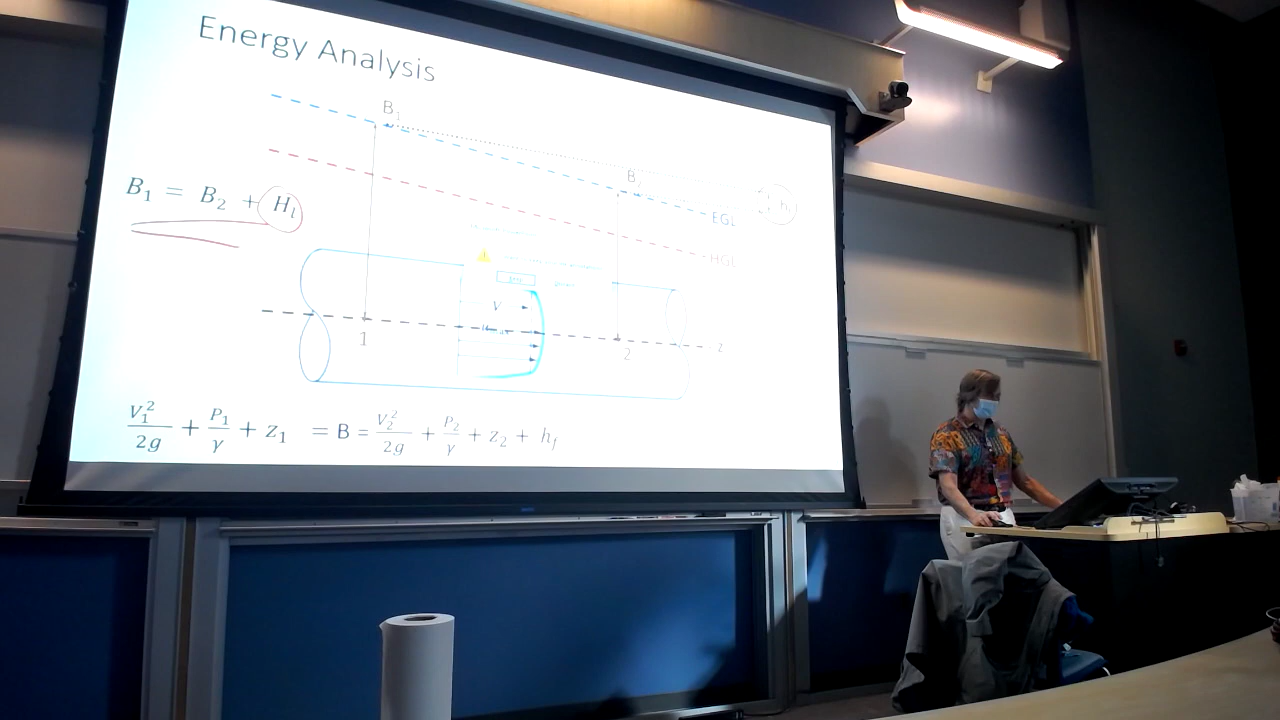 Energy Analysis
B₁
B₂
B₁ = B₂ + Hₗ
hₗ
EGL
HGL
V
1
2
z
V₁²/2g + P₁/γ + z₁ = B = V₂²/2g + P₂/γ + z₂ + h_f